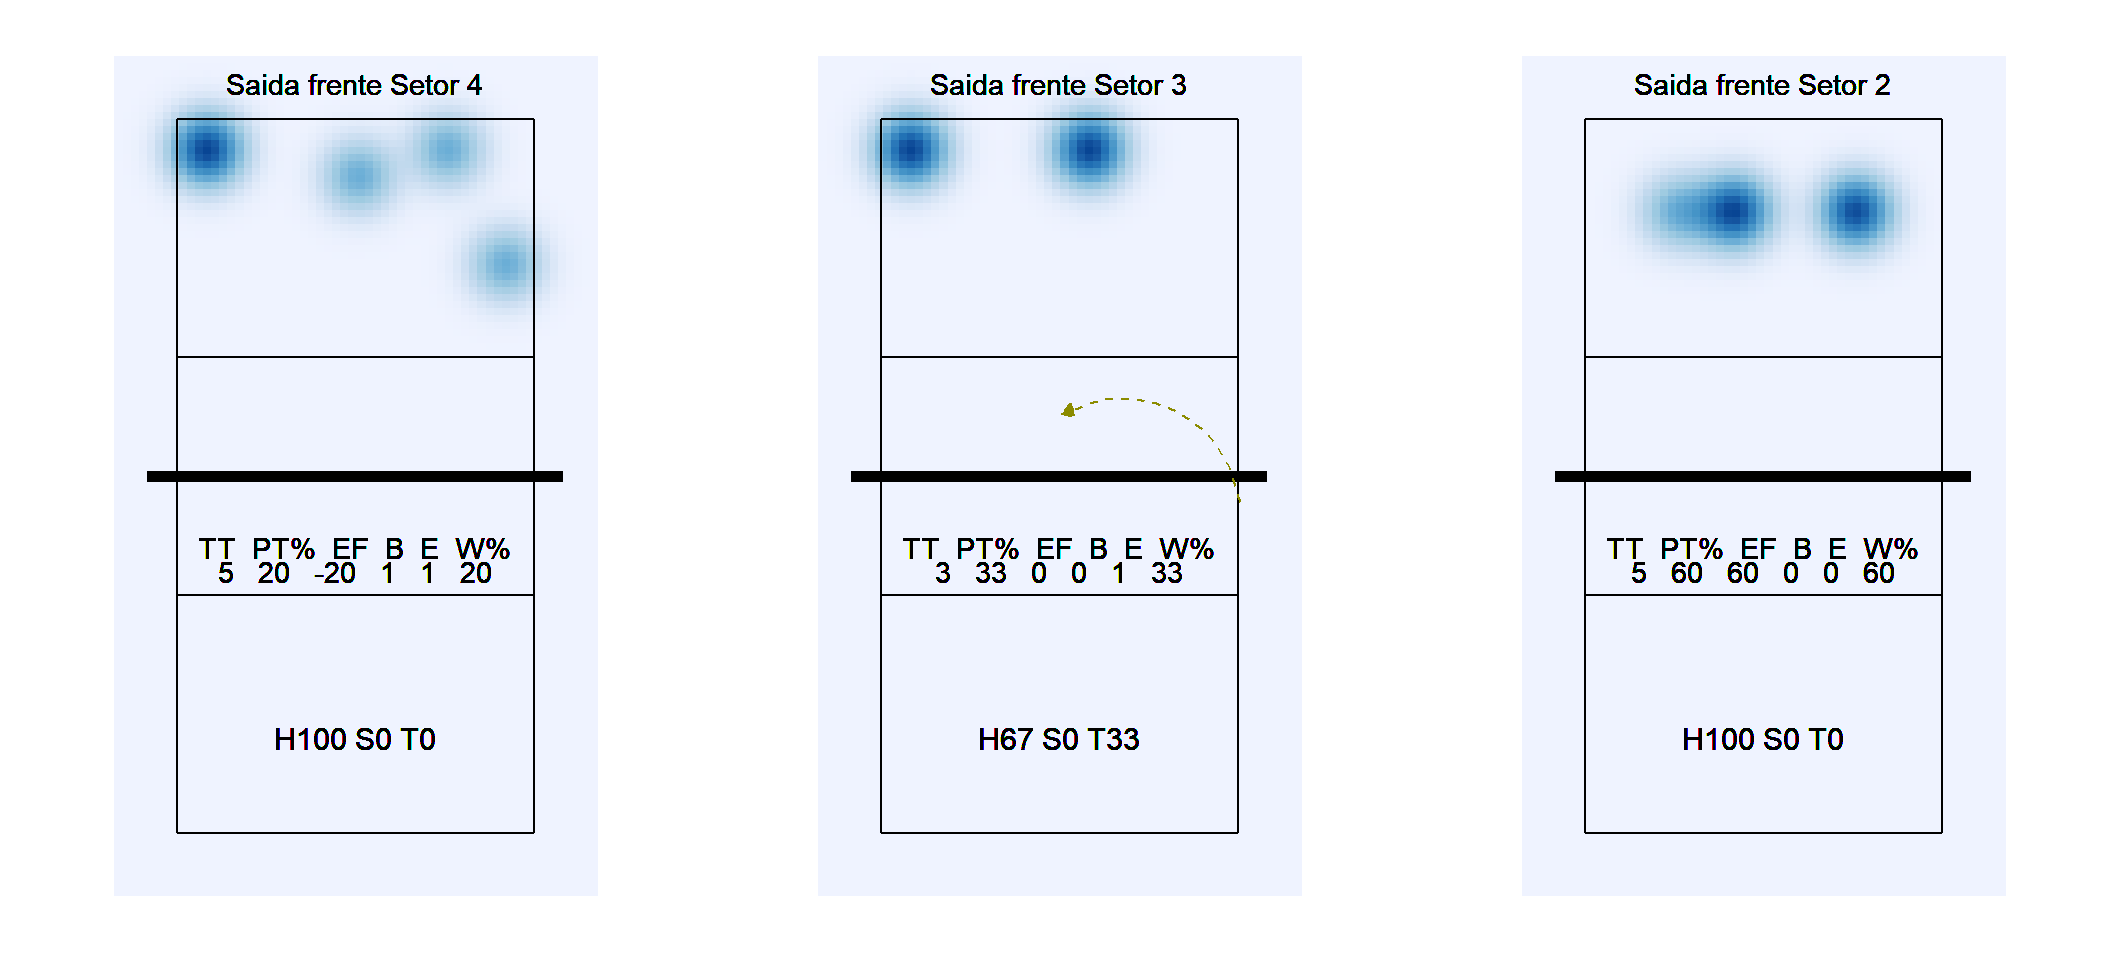 Saida frente Setor 4
TT PT% EF B E W%
5 20 -20 1 1 20
H100 S0 T0
Saida frente Setor 3
TT PT% EF B E W%
3 33 0 0 1 33
H67 S0 T33
Saida frente Setor 2
TT PT% EF B E W%
5 60 60 0 0 60
H100 S0 T0